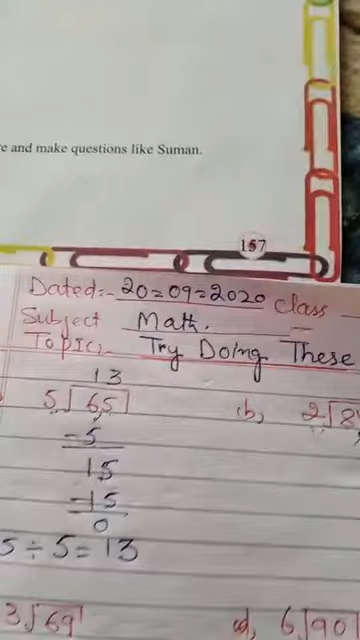 e and make questions like Suman.
157
Dated:- 20=09=2020 Class
Subject Math.
Topic Try Doing These
13
5√65 (b) 2√8
-5
15
-15
0
5 ÷ 5 = 13
3√69 (d) 6√90